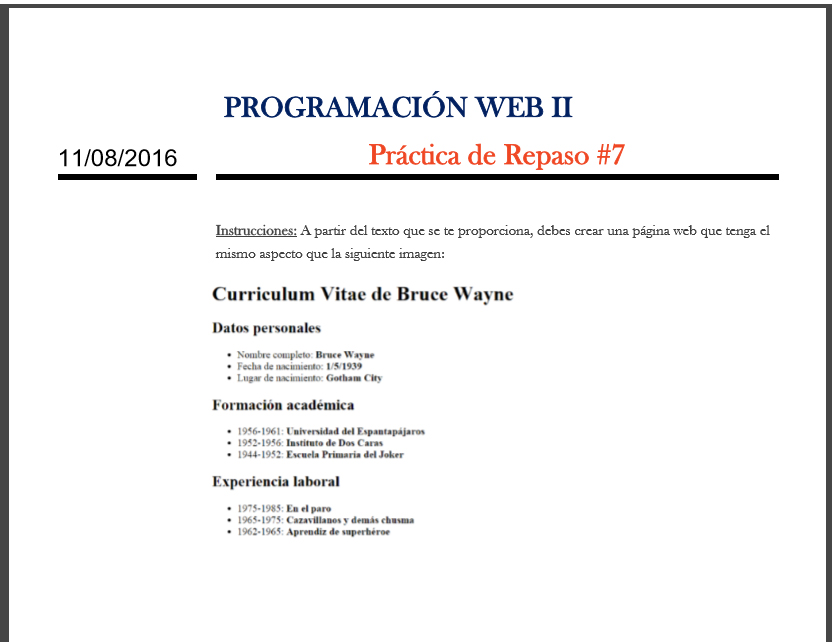 PROGRAMACIÓN WEB II
11/08/2016
Práctica de Repaso #7
Instrucciones: A partir del texto que se te proporciona, debes crear una página web que tenga el
mismo aspecto que la siguiente imagen:
Curriculum Vitae de Bruce Wayne
Datos personales
• Nombre completo: Bruce Wayne
• Fecha de nacimiento: 1/5/1939
• Lugar de nacimiento: Gotham City
Formación académica
• 1956-1961: Universidad del Espantapájaros
• 1952-1956: Instituto de Dos Caras
• 1944-1952: Escuela Primaria del Joker
Experiencia laboral
• 1975-1985: En el paro
• 1965-1975: Cazavillanos y demás chusma
• 1962-1965: Aprendiz de superhéroe